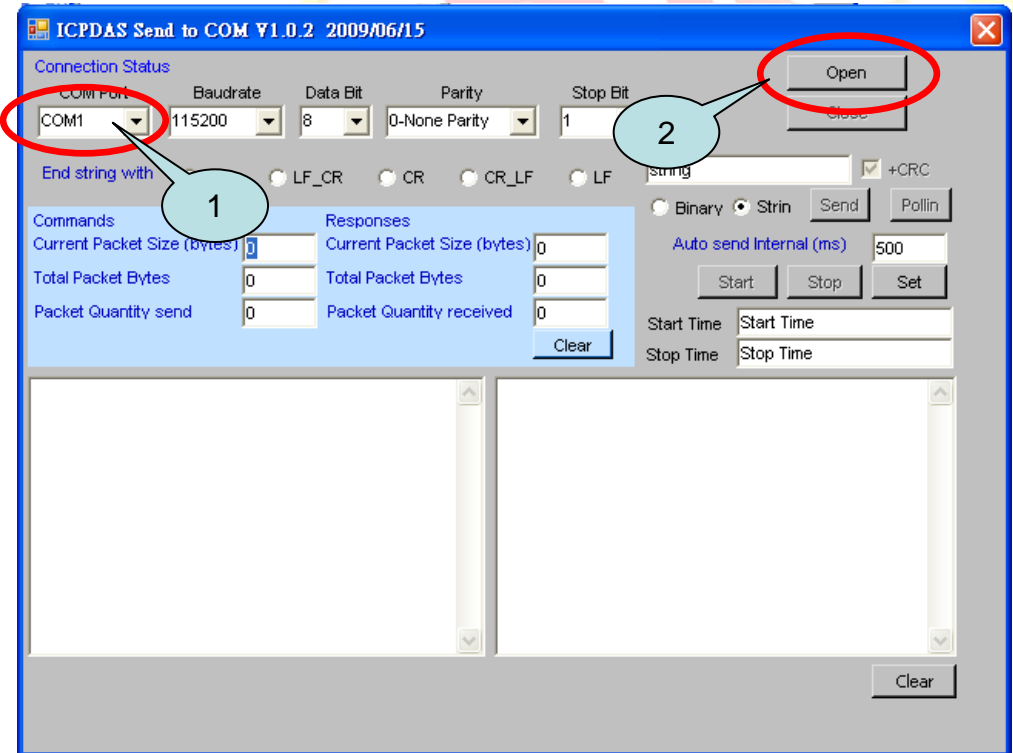 ICPDAS Send to COM V1.0.2 2009/06/15
Connection Status
COM Port Baudrate Data Bit Parity Stop Bit
COM1 115200 8 0-None Parity 1
Open
Close
2
End string with LF_CR CR CR_LF LF
1
string +CRC
Binary Strin Send Pollin
Commands
Current Packet Size (bytes) 0
Total Packet Bytes 0
Packet Quantity send 0
Responses
Current Packet Size (bytes) 0
Total Packet Bytes 0
Packet Quantity received 0
Clear
Auto send Internal (ms) 500
Start Stop Set
Start Time Start Time
Stop Time Stop Time
Clear